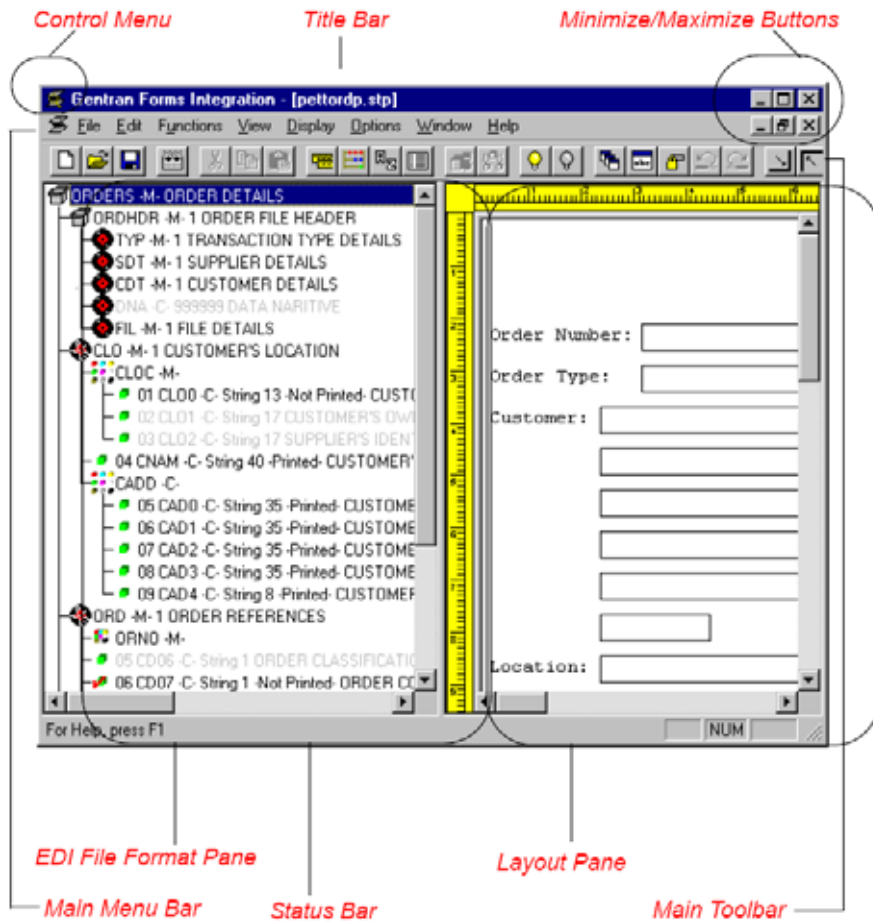 Control Menu
Title Bar
Minimize/Maximize Buttons
Gentran Forms Integration - [pettordp.stp]
File Edit Functions View Display Options Window Help
ORDERS -M- ORDER DETAILS
ORDHDR -M- 1 ORDER FILE HEADER
TYP -M- 1 TRANSACTION TYPE DETAILS
SDT -M- 1 SUPPLIER DETAILS
CDT -M- 1 CUSTOMER DETAILS
DNA -C- 999999 DATA NARITIVE
FIL -M- 1 FILE DETAILS
CLO -M- 1 CUSTOMER'S LOCATION
CLOC -M-
01 CLO0 -C- String 13 -Not Printed- CUSTO
02 CLO1 -C- String 17 CUSTOMER'S OW
03 CLO2 -C- String 17 SUPPLIER'S IDENT
04 CNAM -C- String 40 -Printed- CUSTOMER'
CADD -C-
05 CAD0 -C- String 35 -Printed- CUSTOME
06 CAD1 -C- String 35 -Printed- CUSTOME
07 CAD2 -C- String 35 -Printed- CUSTOME
08 CAD3 -C- String 35 -Printed- CUSTOME
09 CAD4 -C- String 8 -Printed- CUSTOMER
ORD -M- 1 ORDER REFERENCES
ORNO -M-
05 CD06 -C- String 1 ORDER CLASSIFICATI
06 CD07 -C- String 1 -Not Printed- ORDER CO
Order Number:
Order Type:
Customer:
Location:
For Help, press F1
NUM
EDI File Format Pane
Layout Pane
Main Menu Bar
Status Bar
Main Toolbar